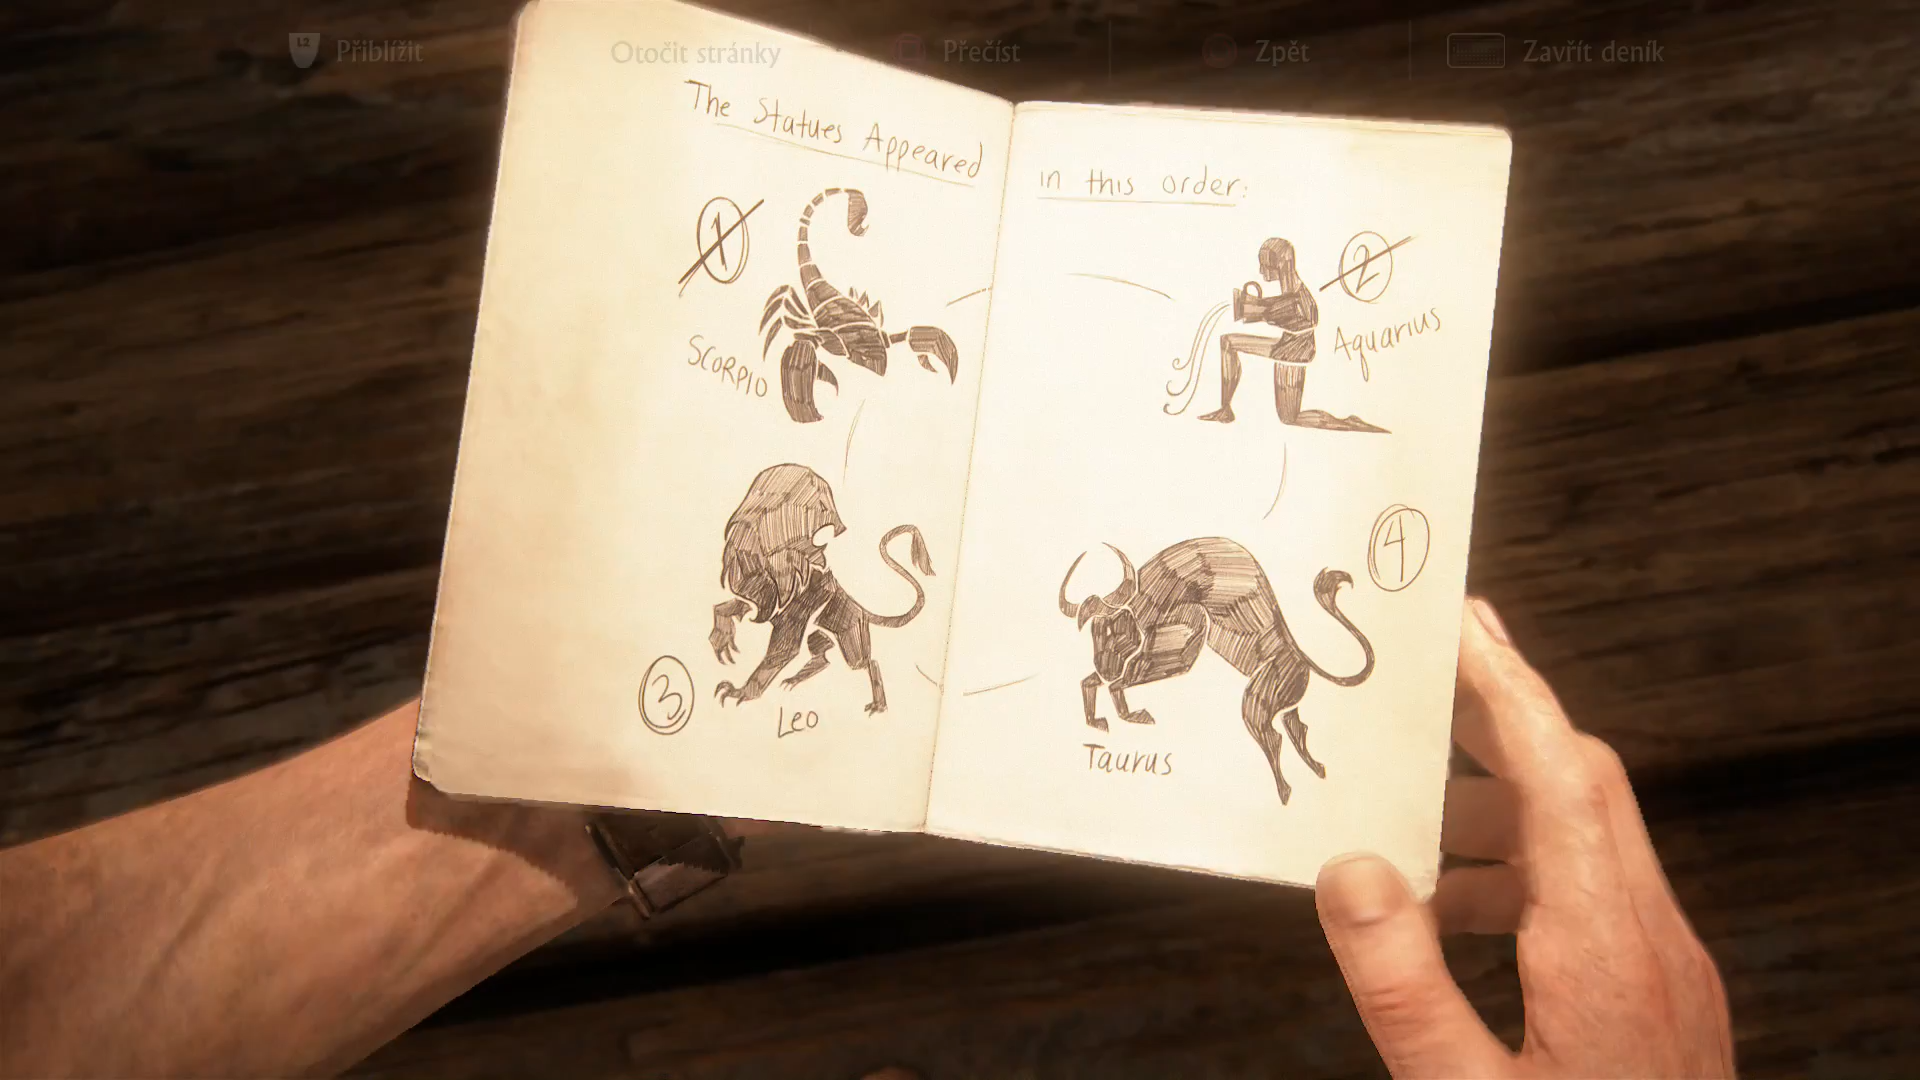 L2 Přiblížit Otočit stránky Přečíst Zpět Zavřít deník
The Statues Appeared
in this order:
1
Scorpio
2
Aquarius
3
Leo
4
Taurus